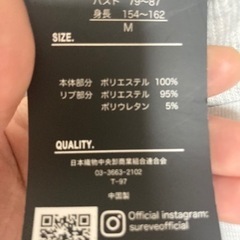 バスト 79~87
身長 154~162
M
SIZE.
本体部分 ポリエステル 100%
リブ部分 ポリエステル 95%
ポリウレタン 5%
QUALITY.
日本織物中央卸商業組合連合会
03-3663-2102
T-97
中国製
Official instagram:
sureveofficial